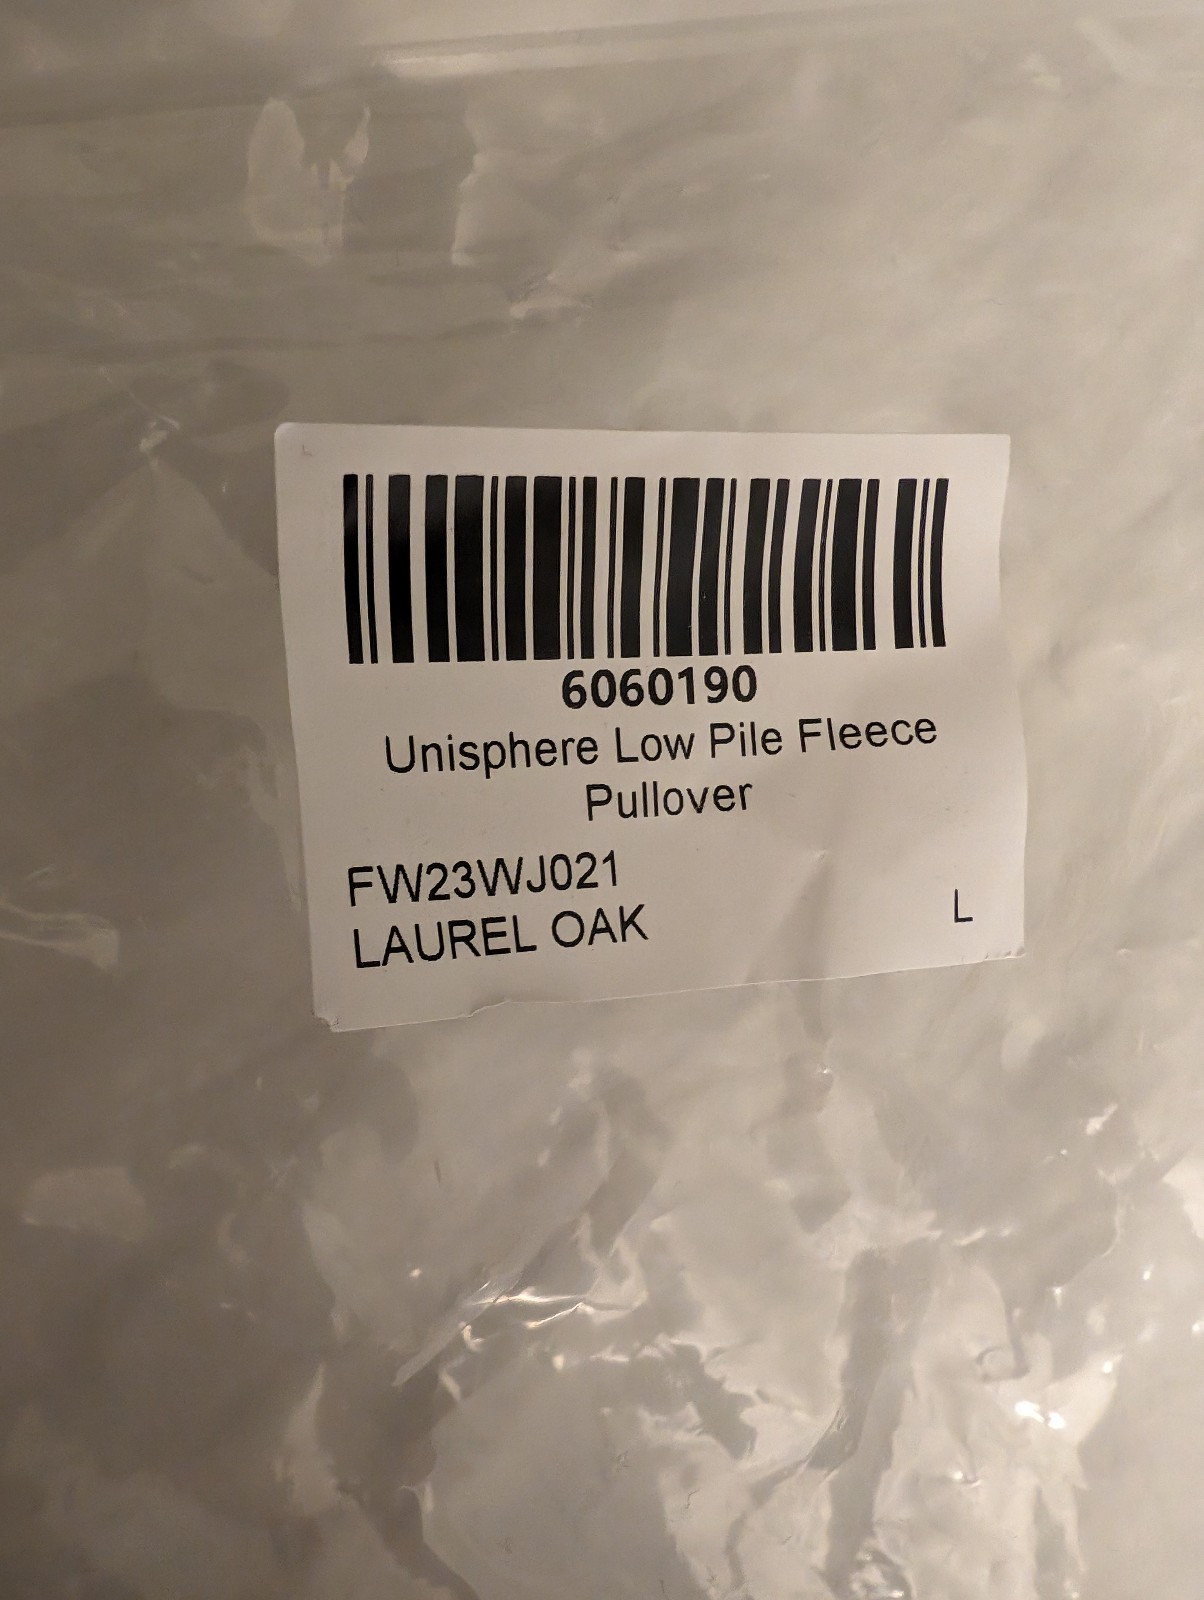 6060190
Unisphere Low Pile Fleece
Pullover
FW23WJ021
LAUREL OAK
L